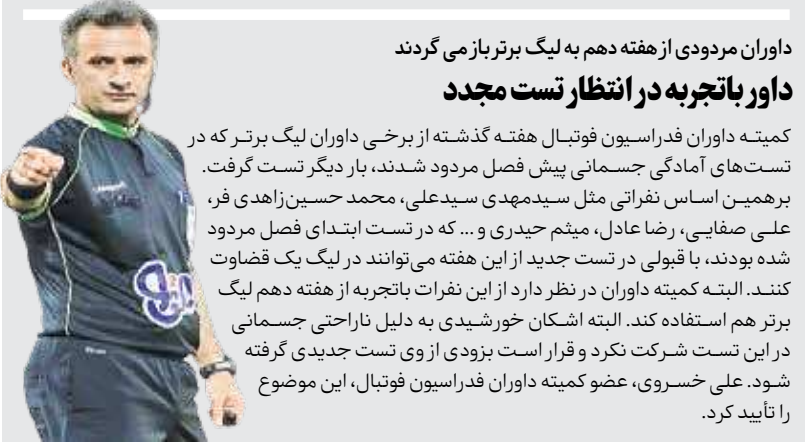 داوران مردودی از هفته دهم به لیگ برتر باز می گردند
داور باتجربه در انتظار تست مجدد
کمیته داوران فدراسیون فوتبال هفته گذشته از برخی داوران لیگ برتر که در
تست‌های آمادگی جسمانی پیش فصل مردود شدند، بار دیگر تست گرفت.
برهمین اساس نفراتی مثل سیدمهدی سیدعلی، محمد حسین‌زاهدی فر،
علی صفایی، رضا عادل، میثم حیدری و ... که در تست ابتدای فصل مردود
شده بودند، با قبولی در تست جدید از این هفته می‌توانند در لیگ یک قضاوت
کنند. البته کمیته داوران در نظر دارد از این نفرات باتجربه از هفته دهم لیگ
برتر هم استفاده کند. البته اشکان خورشیدی به دلیل ناراحتی جسمانی
در این تست شرکت نکرد و قرار است بزودی از وی تست جدیدی گرفته
شود. علی خسروی، عضو کمیته داوران فدراسیون فوتبال، این موضوع
را تأیید کرد.